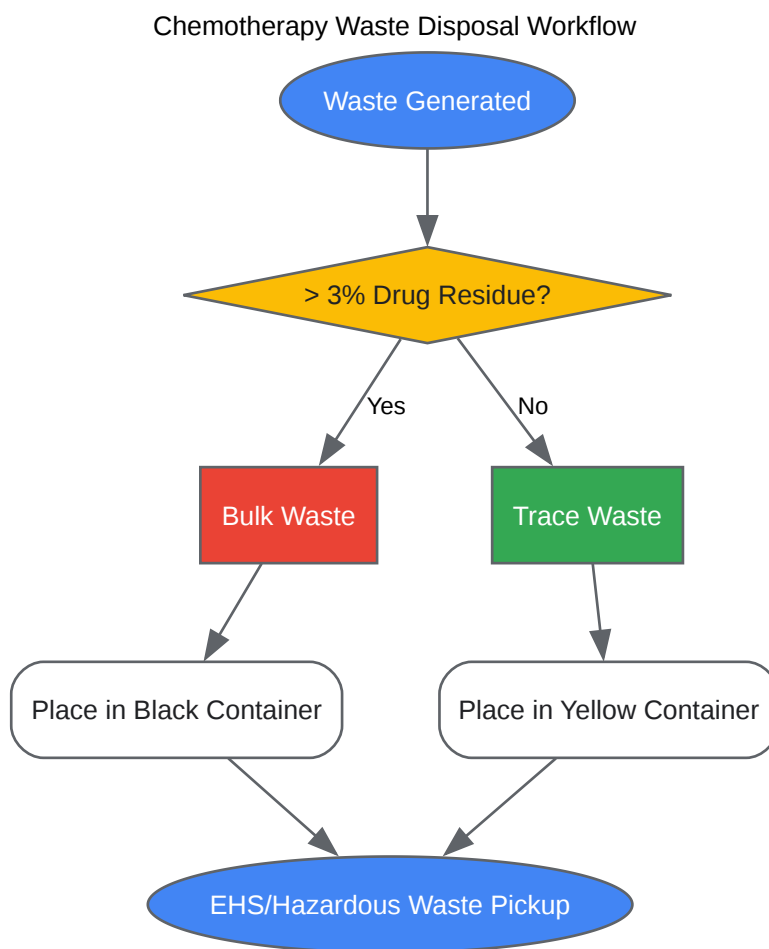 Chemotherapy Waste Disposal Workflow
Waste Generated
> 3% Drug Residue?
Yes
No
Bulk Waste
Trace Waste
Place in Black Container
Place in Yellow Container
EHS/Hazardous Waste Pickup